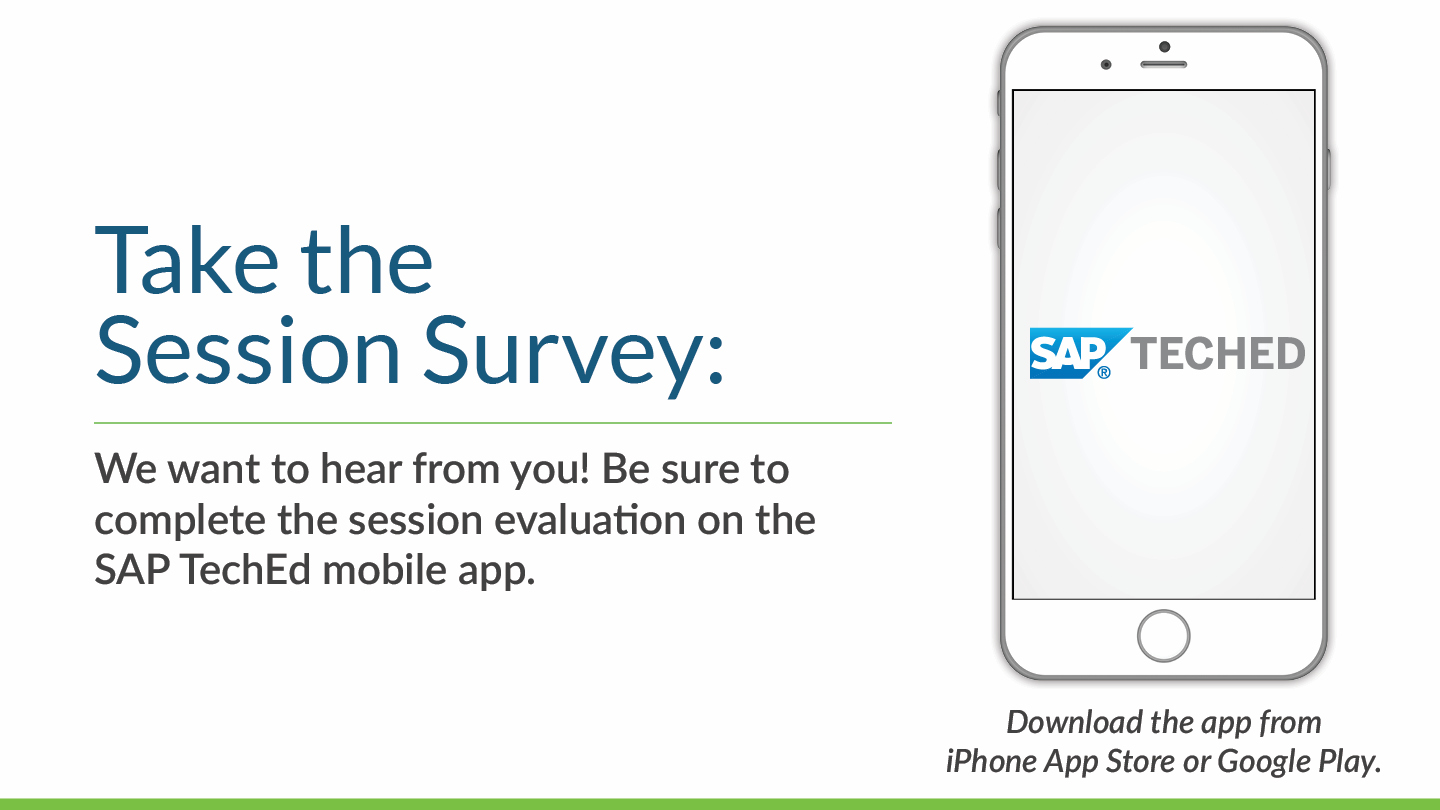 Take the
Session Survey:
We want to hear from you! Be sure to
complete the session evaluation on the
SAP TechEd mobile app.
SAP® TECHED
Download the app from
iPhone App Store or Google Play.